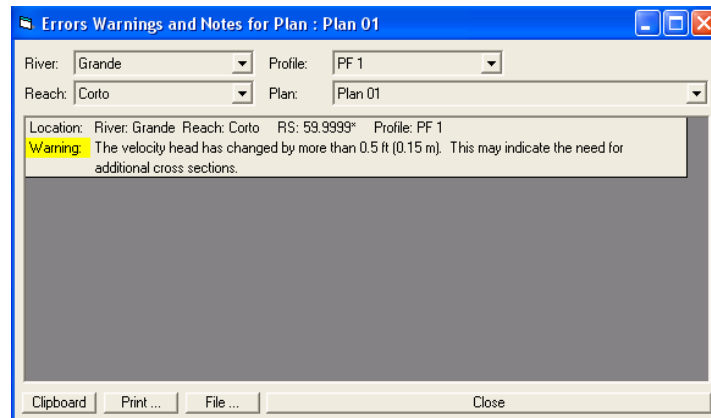 Errors Warnings and Notes for Plan : Plan 01
River: Grande Profile: PF 1
Reach: Corto Plan: Plan 01
Location: River: Grande Reach: Corto RS: 59.9999* Profile: PF 1
Warning: The velocity head has changed by more than 0.5 ft (0.15 m). This may indicate the need for
additional cross sections.
Clipboard Print ... File ... Close